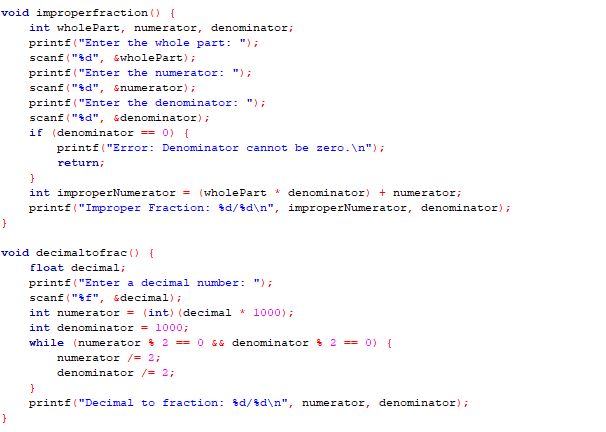 void improperfraction() {
    int wholePart, numerator, denominator;
    printf("Enter the whole part: ");
    scanf("%d", &wholePart);
    printf("Enter the numerator: ");
    scanf("%d", &numerator);
    printf("Enter the denominator: ");
    scanf("%d", &denominator);
    if (denominator == 0) {
        printf("Error: Denominator cannot be zero.\n");
        return;
    }
    int improperNumerator = (wholePart * denominator) + numerator;
    printf("Improper Fraction: %d/%d\n", improperNumerator, denominator);
}

void decimaltofrac() {
    float decimal;
    printf("Enter a decimal number: ");
    scanf("%f", &decimal);
    int numerator = (int)(decimal * 1000);
    int denominator = 1000;
    while (numerator % 2 == 0 && denominator % 2 == 0) {
        numerator /= 2;
        denominator /= 2;
    }
    printf("Decimal to fraction: %d/%d\n", numerator, denominator);
}